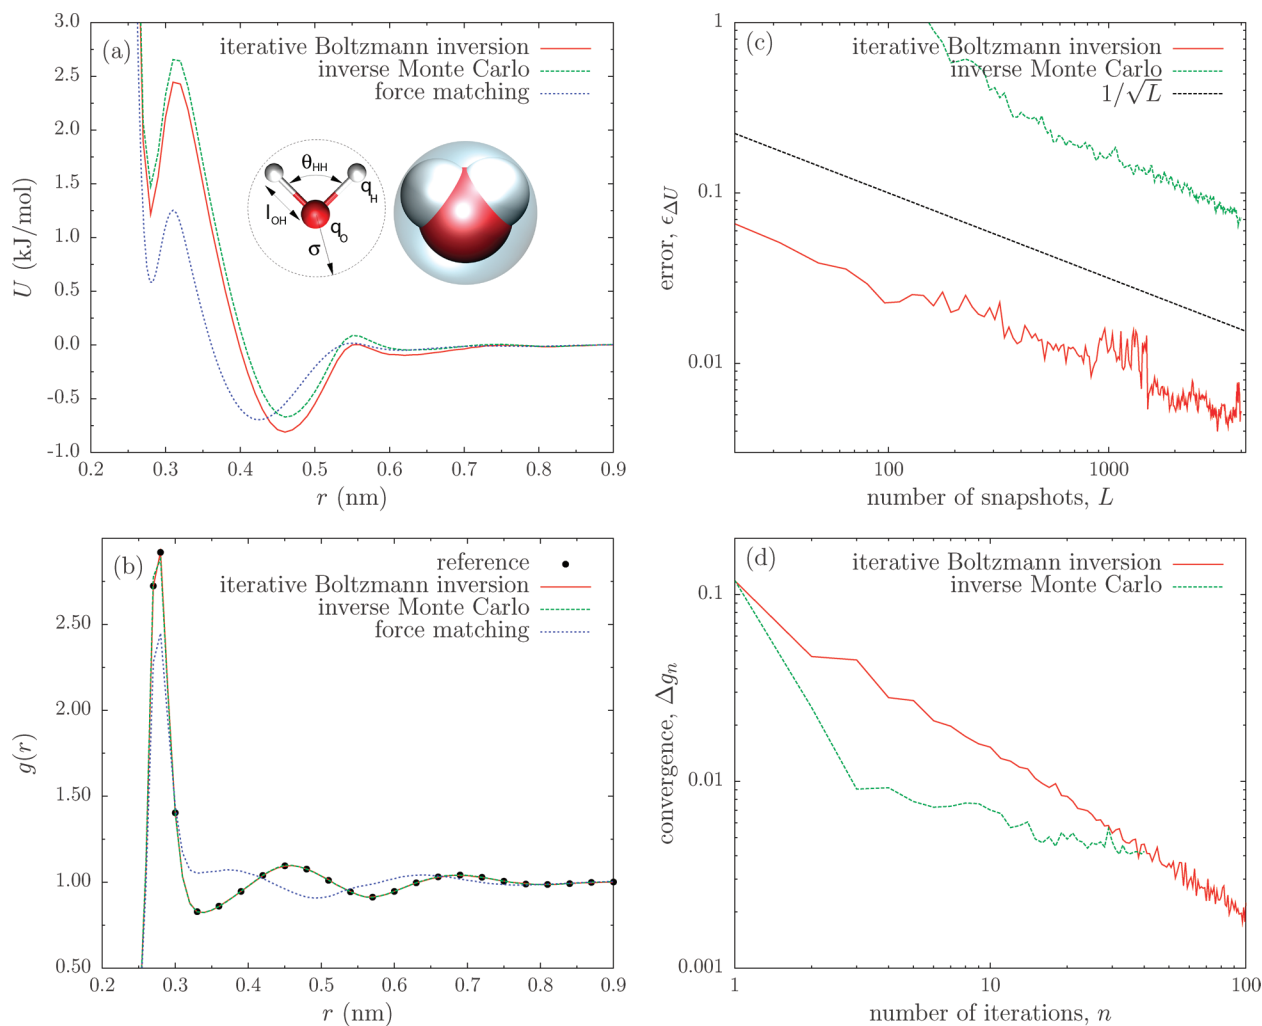 (a)
iterative Boltzmann inversion
inverse Monte Carlo
force matching
3.0
2.5
2.0
1.5
1.0
0.5
0.0
-0.5
-1.0
U (kJ/mol)
θHH
qH
lOH
qO
σ
0.2 0.3 0.4 0.5 0.6 0.7 0.8 0.9
r (nm)
(c)
iterative Boltzmann inversion
inverse Monte Carlo
1/√L
1
0.1
0.01
error, ϵΔU
100 1000
number of snapshots, L
(b)
reference
iterative Boltzmann inversion
inverse Monte Carlo
force matching
2.50
2.00
1.50
1.00
0.50
g(r)
0.2 0.3 0.4 0.5 0.6 0.7 0.8 0.9
r (nm)
(d)
iterative Boltzmann inversion
inverse Monte Carlo
0.1
0.01
0.001
convergence, Δgn
1 10 100
number of iterations, n